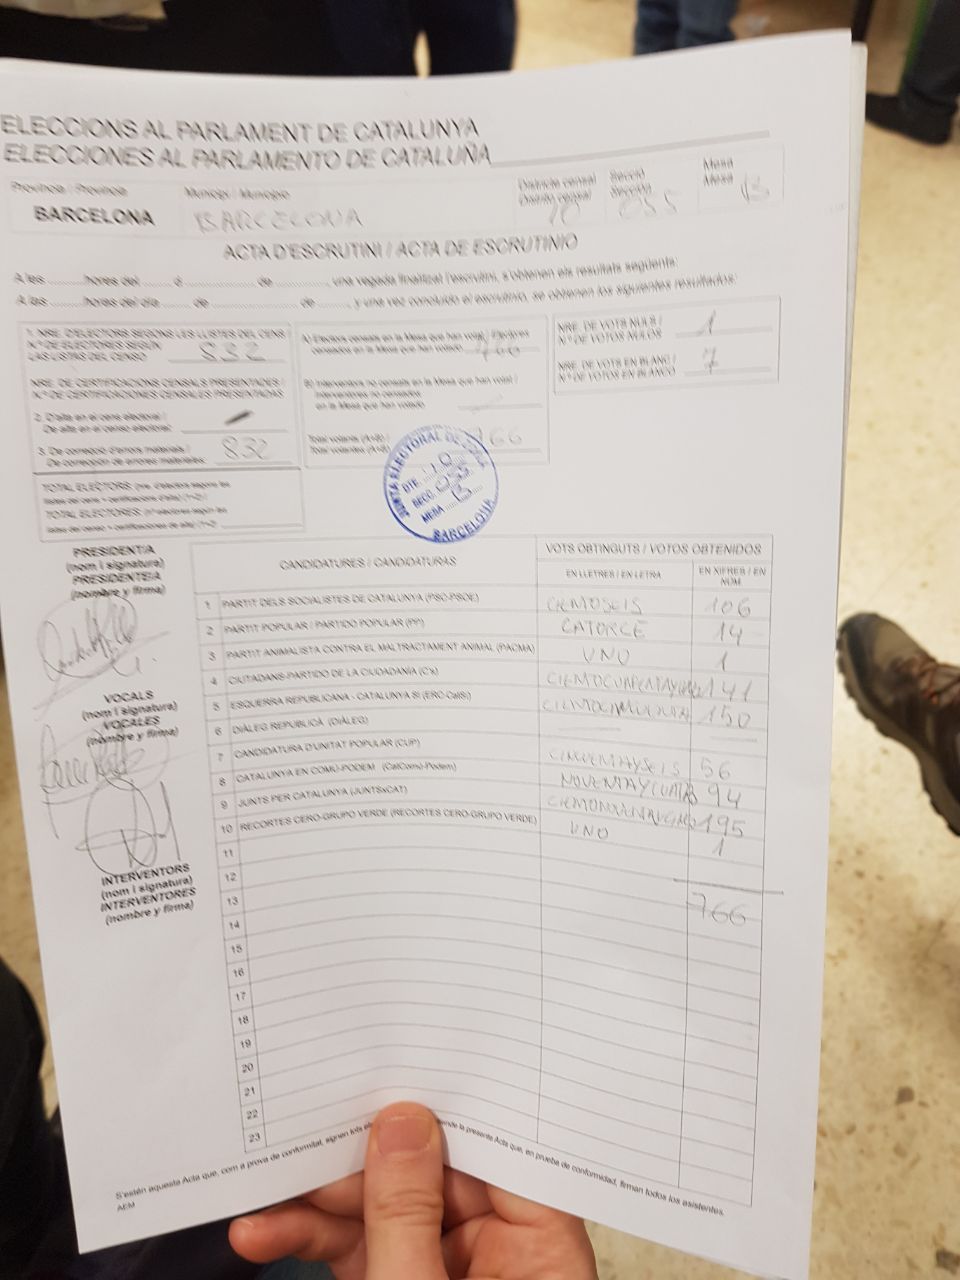 ELECCIONS AL PARLAMENT DE CATALUNYA
ELECCIONES AL PARLAMENTO DE CATALUÑA
Província / Provincia
BARCELONA
Municipi / Municipio
BARCELONA
Districte censal
Distrito censal
10
Secció
Sección
055
Mesa
Mesa
B
ACTA D'ESCRUTINI / ACTA DE ESCRUTINIO
A les ........... hores del ....... d ........................ de ................, una vegada finalitzat l'escrutini, s'obtenen els resultats següents:
A las ........... horas del día ....... de ........................ de ............, y una vez concluido el escrutinio, se obtienen los siguientes resultados:
1. NRE. D'ELECTORS SEGONS LES LLISTES DEL CENS /
N.º DE ELECTORES SEGÚN
LAS LISTAS DEL CENSO 832
NRE. DE CERTIFICACIONS CENSALS PRESENTADES /
N.º DE CERTIFICACIONES CENSALES PRESENTADAS
2. D'alta en el cens electoral /
De alta en el censo electoral:
3. De correcció d'errors materials /
De corrección de errores materiales: 832
TOTAL ELECTORS: (nre. d'electors segons les
llistes del cens + certificacions d'alta) (1+2) /
TOTAL ELECTORES: (n.º electores según las
listas del censo + certificaciones de alta) (1+2)
A) Electors censats en la Mesa que han votat / Electores
censados en la Mesa que han votado 766
B) Interventors no censats en la Mesa que han votat /
Interventores no censados
en la Mesa que han votado
Total votants (A+B) /
Total votantes (A+B) 766
NRE. DE VOTS NULS /
N.º DE VOTOS NULOS 1
NRE. DE VOTS EN BLANC /
N.º DE VOTOS EN BLANCO 7
JUNTA ELECTORAL DE ZONA
DTE. 10
SECC. 055
MESA B
BARCELONA
PRESIDENT/A
(nom i signatura)
PRESIDENTE/A
(nombre y firma)
VOCALS
(nom i signatura)
VOCALES
(nombre y firma)
INTERVENTORS
(nom i signatura)
INTERVENTORES
(nombre y firma)
CANDIDATURES / CANDIDATURAS
VOTS OBTINGUTS / VOTOS OBTENIDOS
EN LLETRES / EN LETRA
EN XIFRES / EN NÚM.
1 PARTIT DELS SOCIALISTES DE CATALUNYA (PSC-PSOE) CIENTOSEIS 106
2 PARTIT POPULAR / PARTIDO POPULAR (PP) CATORCE 14
3 PARTIT ANIMALISTA CONTRA EL MALTRACTAMENT ANIMAL (PACMA) UNO 1
4 CIUTADANS-PARTIDO DE LA CIUDADANÍA (C's) 141
5 ESQUERRA REPUBLICANA - CATALUNYA SÍ (ERC-CatSí) CIENTOCINCUENTA 150
6 DIÀLEG REPUBLICÀ (DIÀLEG)
7 CANDIDATURA D'UNITAT POPULAR (CUP) CINCUENTAYSEIS 56
8 CATALUNYA EN COMÚ-PODEM (CatComú-Podem) NOVENTAYCUATRO 94
9 JUNTS PER CATALUNYA (JUNTSxCAT) 195
10 RECORTES CERO-GRUPO VERDE (RECORTES CERO-GRUPO VERDE) UNO 1
11
12
13 766
14
15
16
17
18
19
20
21
22
23
S'estén aquesta Acta que, com a prova de conformitat, signen tots els
ende la presente Acta que, en prueba de conformidad, firman todos los asistentes.
AEM